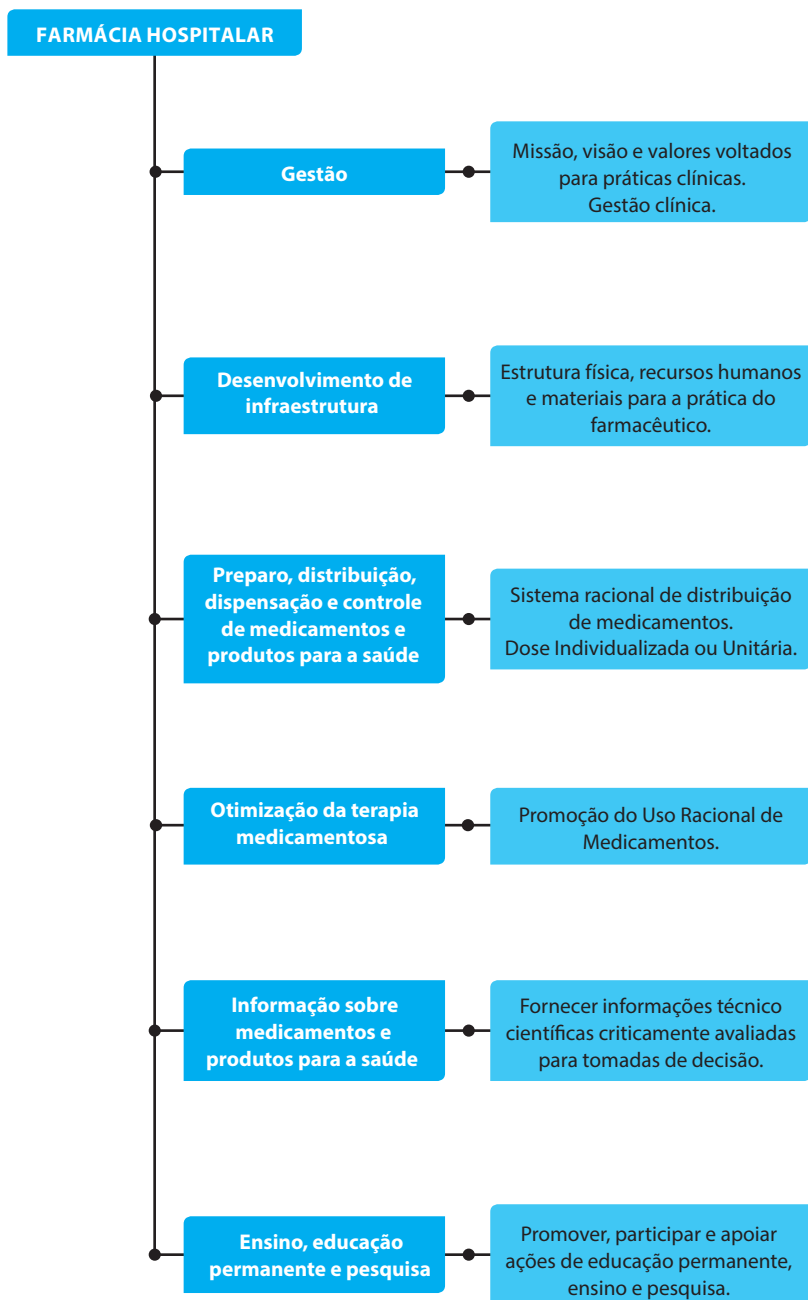 FARMÁCIA HOSPITALAR
Gestão
Missão, visão e valores voltados
para práticas clínicas.
Gestão clínica.
Desenvolvimento de
infraestrutura
Estrutura física, recursos humanos
e materiais para a prática do
farmacêutico.
Preparo, distribuição,
dispensação e controle
de medicamentos e
produtos para a saúde
Sistema racional de distribuição
de medicamentos.
Dose Individualizada ou Unitária.
Otimização da terapia
medicamentosa
Promoção do Uso Racional de
Medicamentos.
Informação sobre
medicamentos e
produtos para a saúde
Fornecer informações técnico
científicas criticamente avaliadas
para tomadas de decisão.
Ensino, educação
permanente e pesquisa
Promover, participar e apoiar
ações de educação permanente,
ensino e pesquisa.